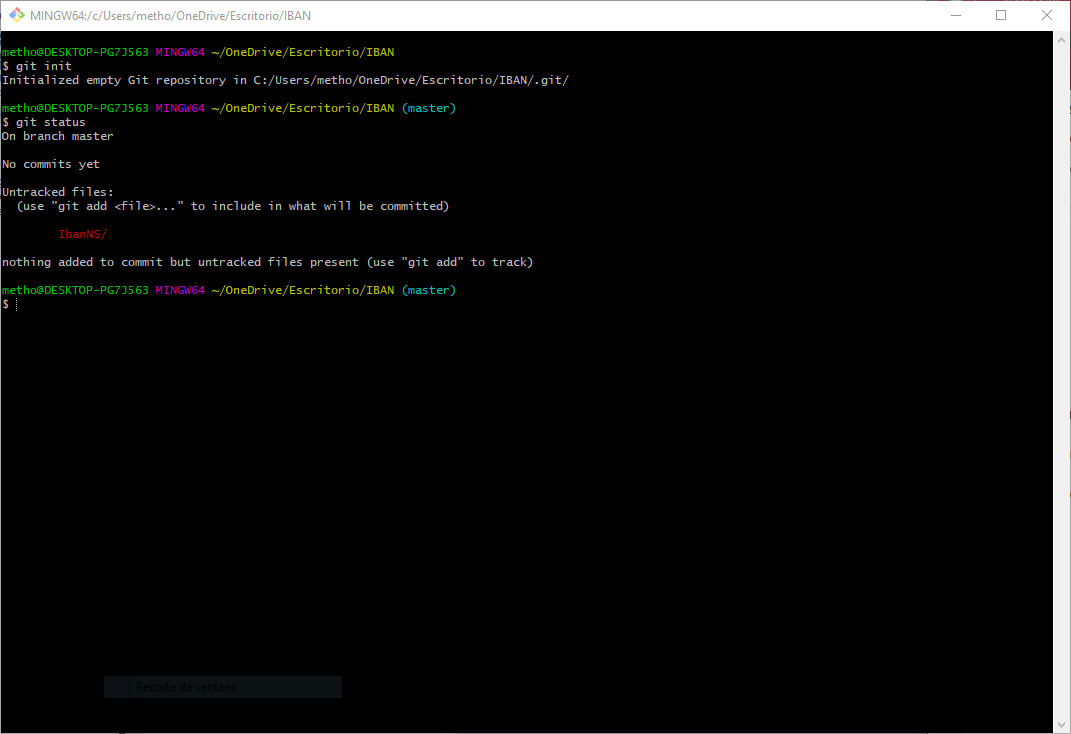 MINGW64:/c/Users/metho/OneDrive/Escritorio/IBAN
metho@DESKTOP-PG7J563 MINGW64 ~/OneDrive/Escritorio/IBAN
$ git init
Initialized empty Git repository in C:/Users/metho/OneDrive/Escritorio/IBAN/.git/
metho@DESKTOP-PG7J563 MINGW64 ~/OneDrive/Escritorio/IBAN (master)
$ git status
On branch master
No commits yet
Untracked files:
  (use "git add <file>..." to include in what will be committed)
        IbanNS/
nothing added to commit but untracked files present (use "git add" to track)
metho@DESKTOP-PG7J563 MINGW64 ~/OneDrive/Escritorio/IBAN (master)
$
Recorte de ventana